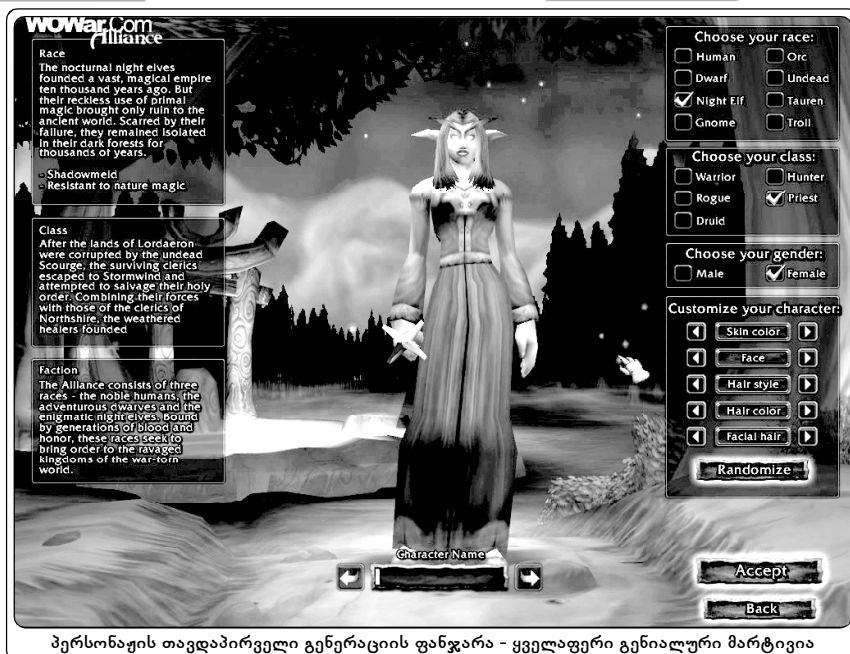 WOWar.Com
Alliance
Race
The nocturnal night elves
founded a vast, magical empire
ten thousand years ago. But
their reckless use of primal
magic brought only ruin to the
ancient world. Scarred by their
failure, they remained isolated
in their dark forests for
thousands of years.
- Shadowmeld
- Resistant to nature magic
Class
After the lands of Lordaeron
were corrupted by the undead
Scourge, the surviving clerics
escaped to Stormwind and
attempted to salvage their holy
order. Combining their forces
with those of the clerics of
Northshire, the weathered
healers founded
Faction
The Alliance consists of three
races - the noble humans, the
adventurous dwarves and the
enigmatic night elves. Bound
by generations of blood and
honor, these races seek to
bring order to the ravaged
kingdoms of the war-torn
world.
Choose your race:
Human Orc
Dwarf Undead
Night Elf Tauren
Gnome Troll
Choose your class:
Warrior Hunter
Rogue Priest
Druid
Choose your gender:
Male Female
Customize your character:
Skin color
Face
Hair style
Hair color
Facial hair
Randomize
Character Name
Accept
Back
პერსონაჟის თავდაპირველი გენერაციის ფანჯარა - ყველაფერი გენიალური მარტივია